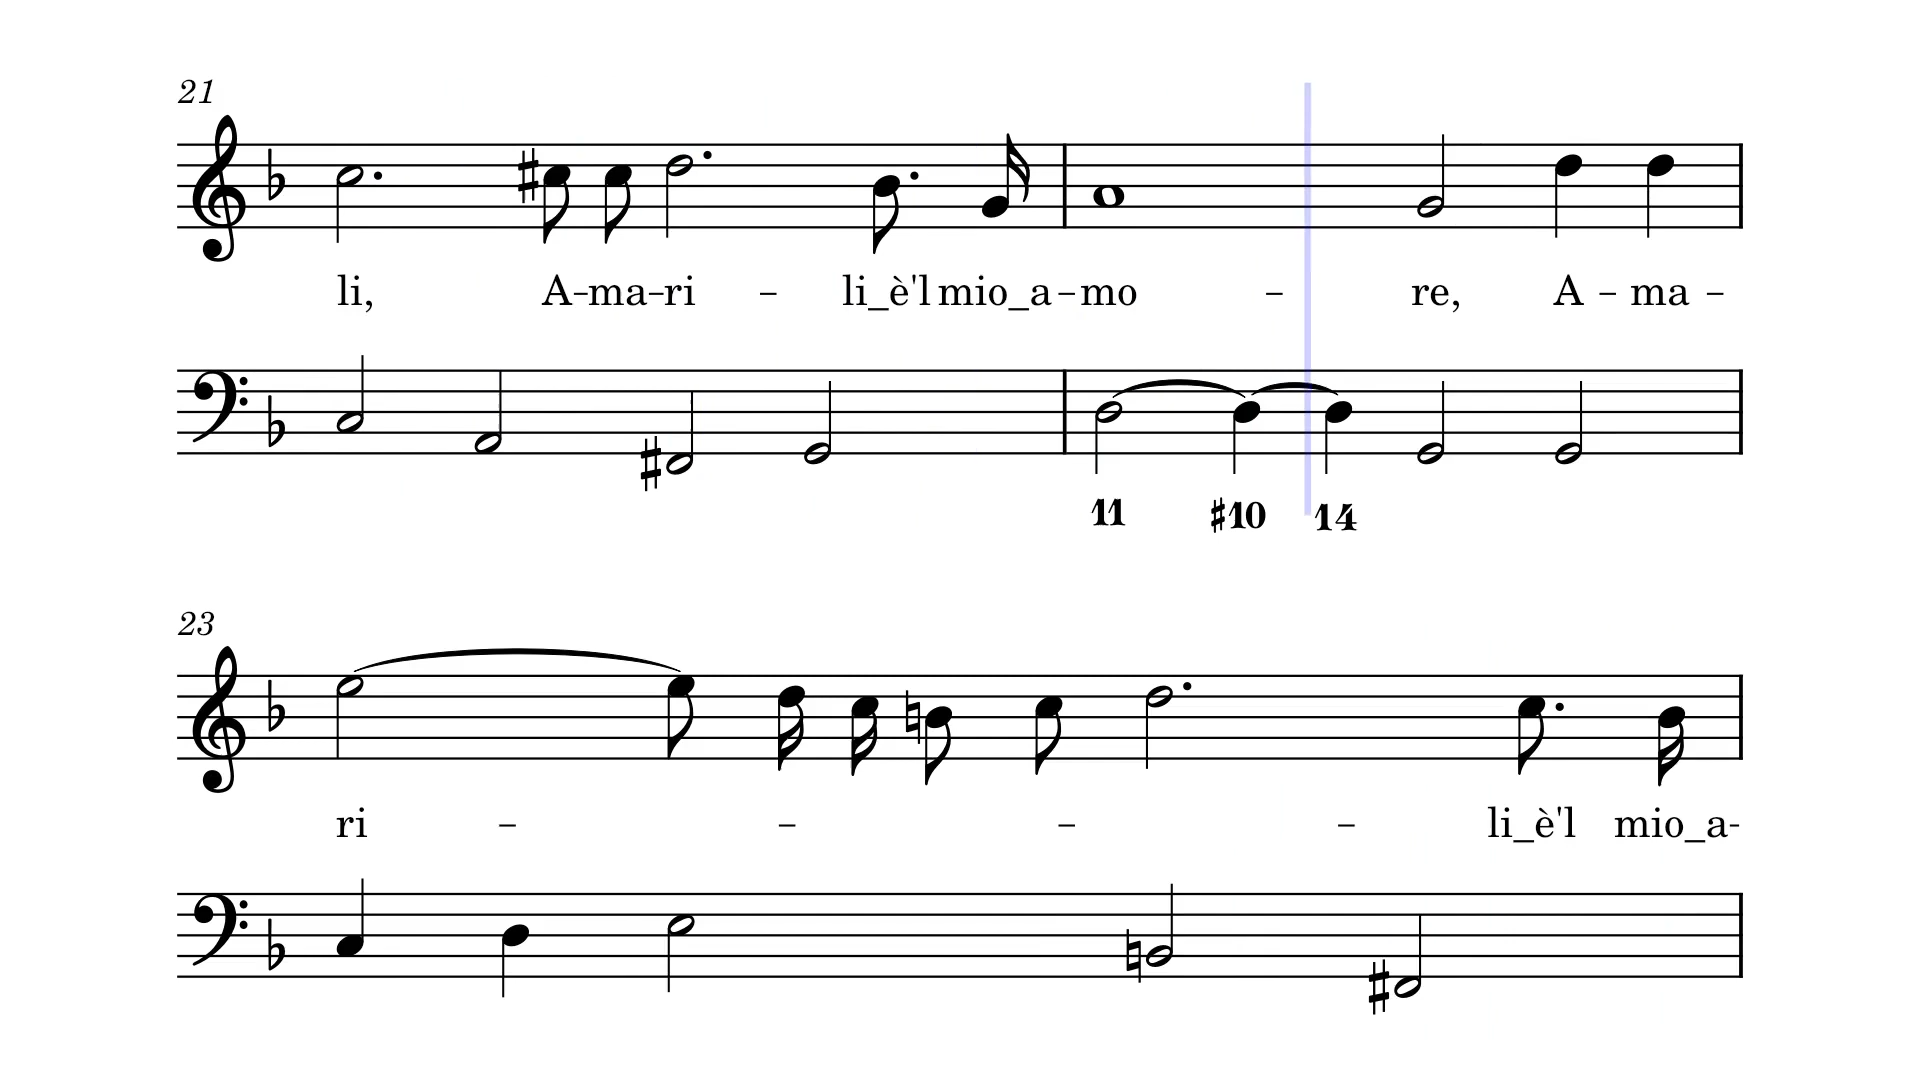 21
li, A-ma-ri - li_è'l mio_a-mo - re, A - ma -
11 ♯10 14
23
ri - - - - li_è'l mio_a-